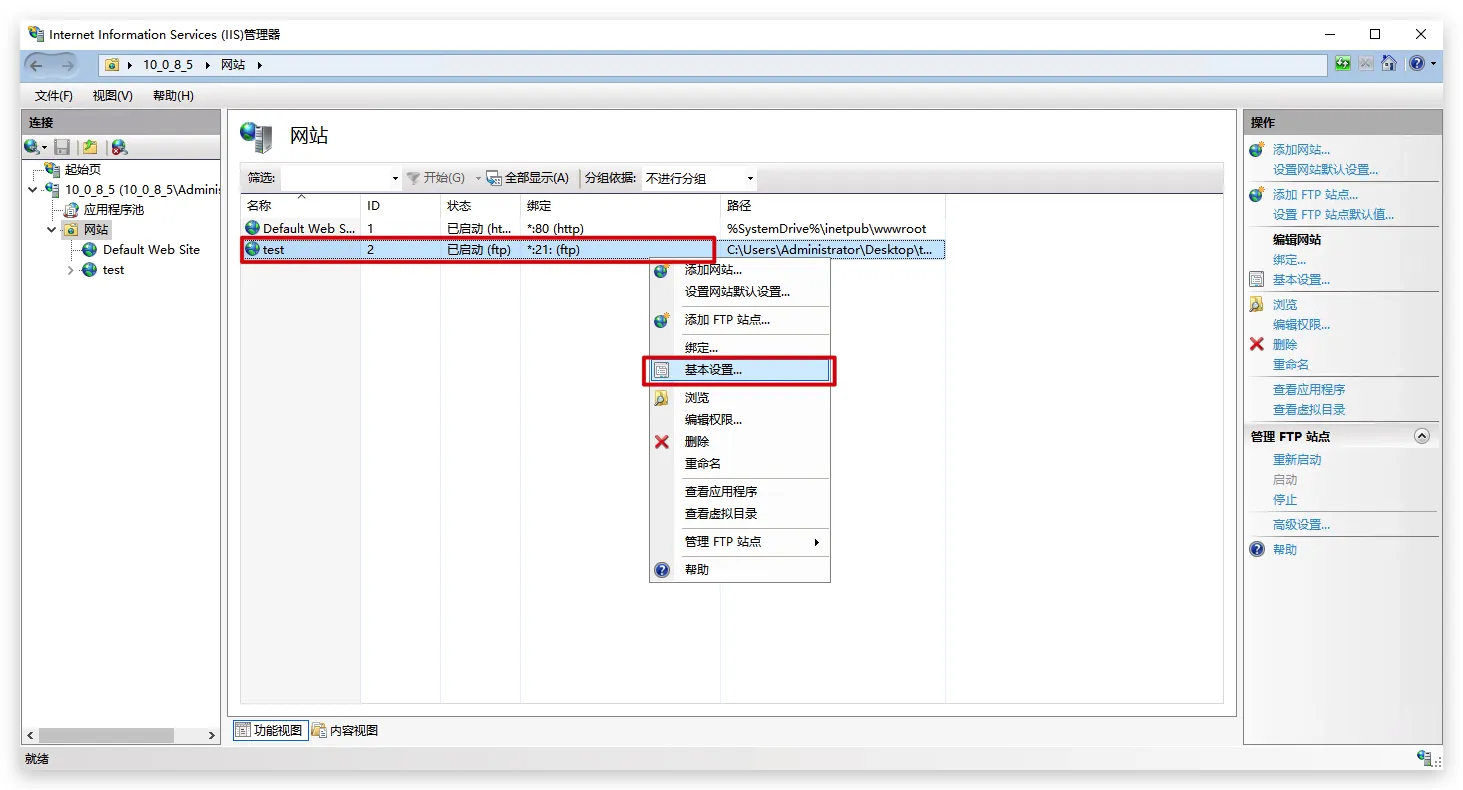 Internet Information Services (IIS)管理器
10_0_8_5
网站
文件(F)
视图(V)
帮助(H)
连接
起始页
10_0_8_5 (10_0_8_5\Adminis
应用程序池
网站
Default Web Site
test
网站
筛选:
开始(G)
全部显示(A)
分组依据:
不进行分组
名称
ID
状态
绑定
路径
Default Web S...
1
已启动 (ht...
*:80 (http)
%SystemDrive%\inetpub\wwwroot
test
2
已启动 (ftp)
*:21: (ftp)
C:\Users\Administrator\Desktop\t...
添加网站...
设置网站默认设置...
添加 FTP 站点...
绑定...
基本设置...
浏览
编辑权限...
删除
重命名
查看应用程序
查看虚拟目录
管理 FTP 站点
帮助
功能视图
内容视图
操作
添加网站...
设置网站默认设置...
添加 FTP 站点...
设置 FTP 站点默认值...
编辑网站
绑定...
基本设置...
浏览
编辑权限...
删除
重命名
查看应用程序
查看虚拟目录
管理 FTP 站点
重新启动
启动
停止
高级设置...
帮助
就绪